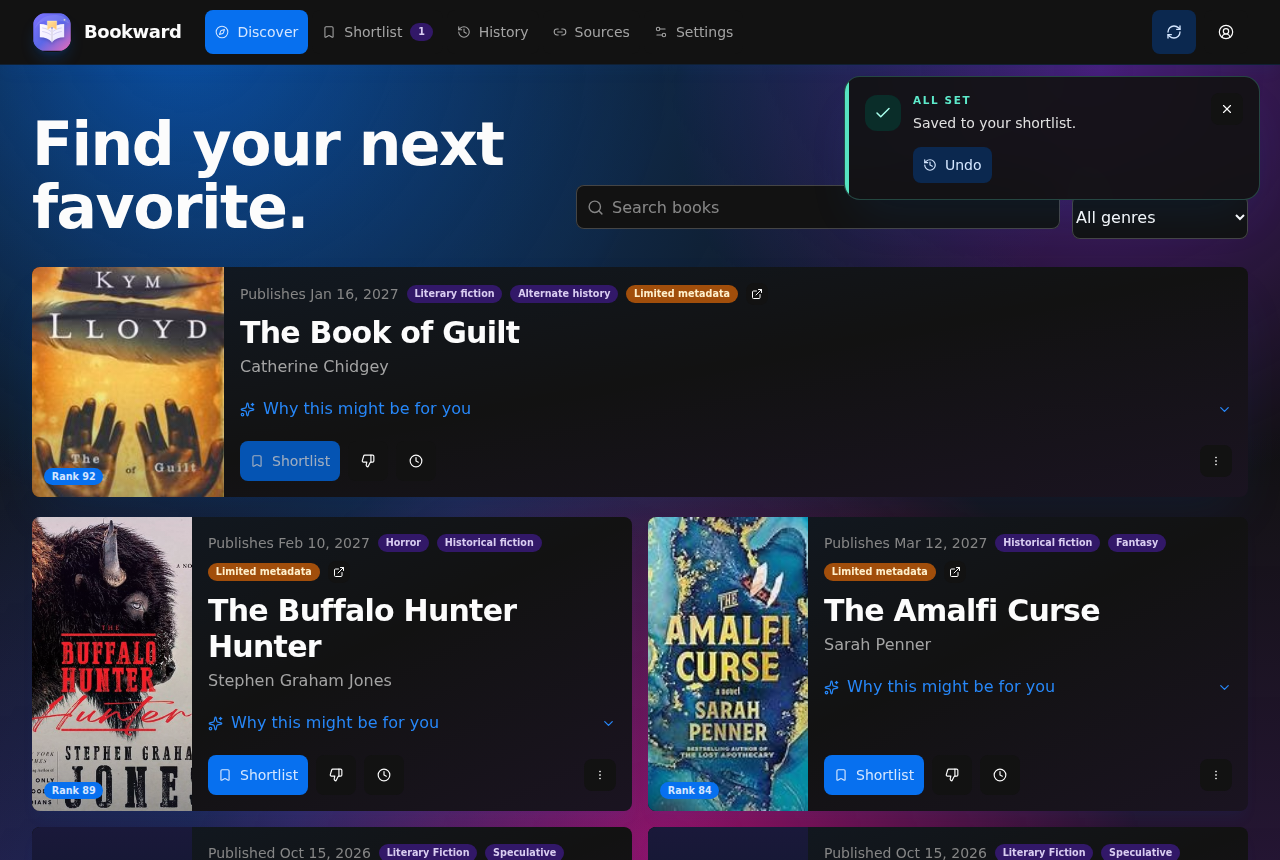 Bookward
Discover
Shortlist 1
History
Sources
Settings
ALL SET
Saved to your shortlist.
Undo
Find your next
favorite.
Search books
All genres
KYM
LLOYD
The of Guilt
Rank 92
Publishes Jan 16, 2027 Literary fiction Alternate history Limited metadata
The Book of Guilt
Catherine Chidgey
Why this might be for you
Shortlist
THE
BUFFALO
HUNTER
Hunter
STEPHEN GRAHA
JONE
Rank 89
Publishes Feb 10, 2027 Horror Historical fiction
Limited metadata
The Buffalo Hunter
Hunter
Stephen Graham Jones
Why this might be for you
Shortlist
THE
AMALFI
CURSE
a novel
SARAH
PENNER
BESTSELLING AUTHOR OF
THE LOST APOTHECARY
Rank 84
Publishes Mar 12, 2027 Historical fiction Fantasy
Limited metadata
The Amalfi Curse
Sarah Penner
Why this might be for you
Shortlist
Published Oct 15, 2026 Literary Fiction Speculative
Published Oct 15, 2026 Literary Fiction Speculative